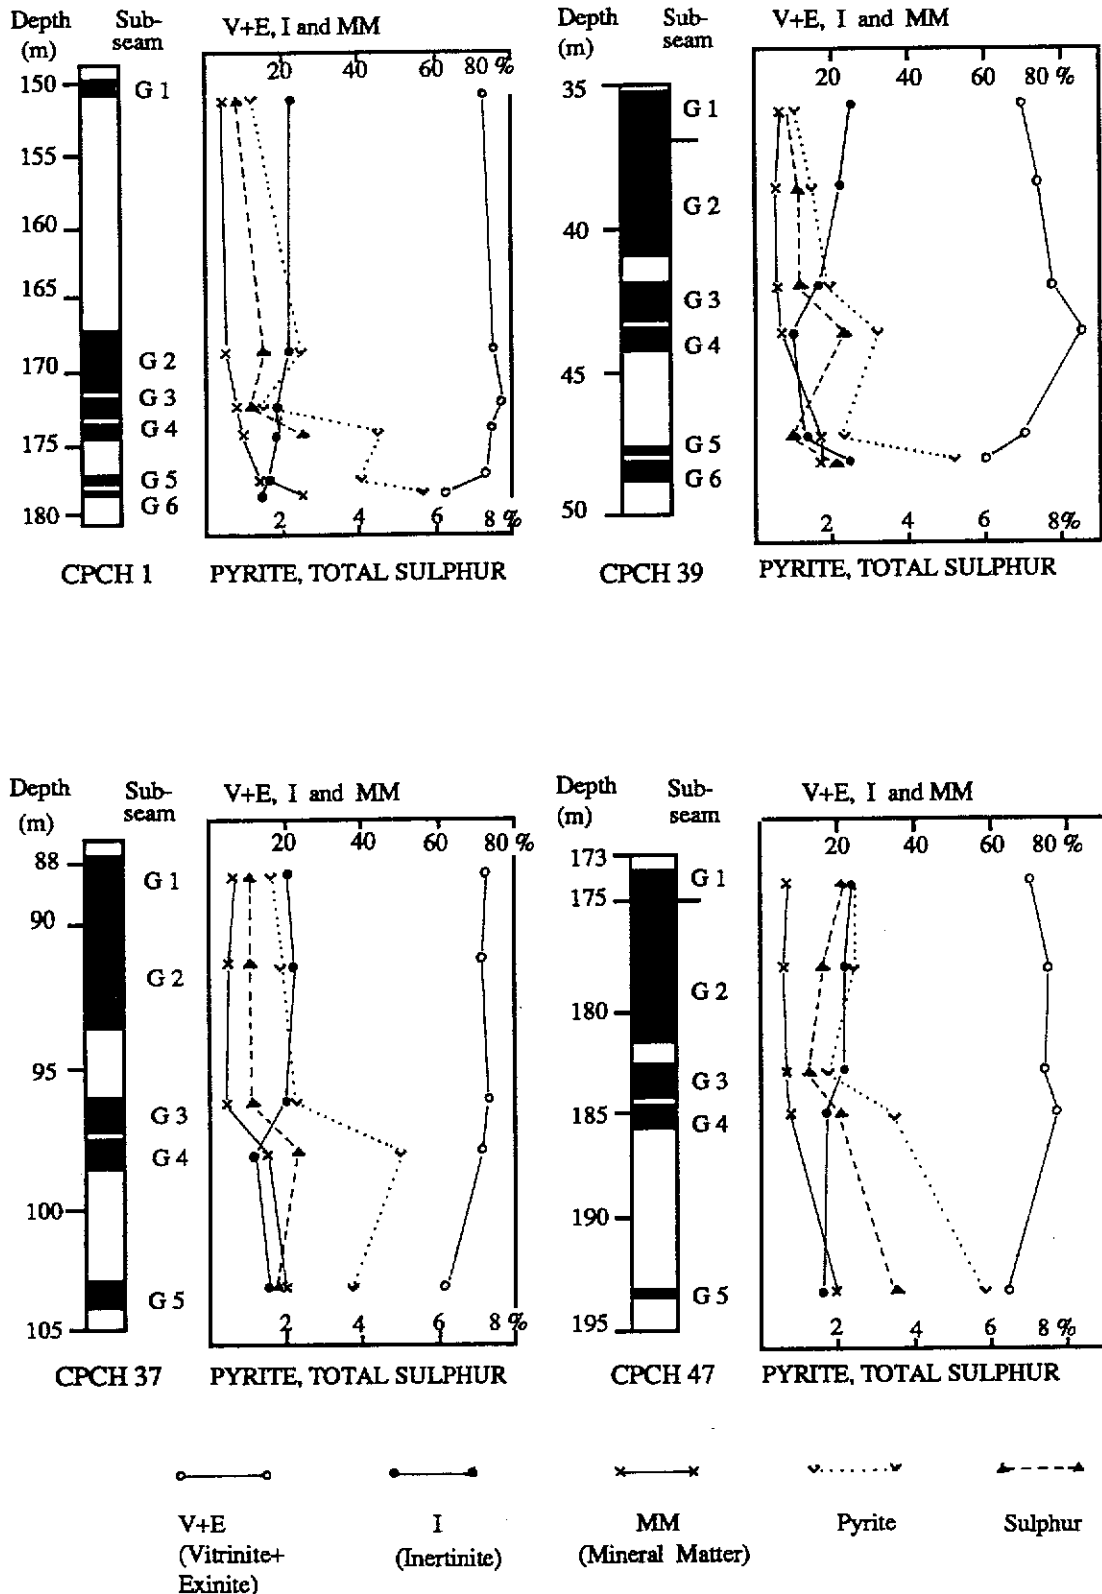 Depth Sub-
(m) seam
V+E, I and MM
20 40 60 80 %
150
155
160
165
170
175
180
G 1
G 2
G 3
G 4
G 5
G 6
2 4 6 8 %
CPCH 1
PYRITE, TOTAL SULPHUR
Depth Sub-
(m) seam
V+E, I and MM
20 40 60 80 %
35
40
45
50
G 1
G 2
G 3
G 4
G 5
G 6
2 4 6 8%
CPCH 39
PYRITE, TOTAL SULPHUR
Depth Sub-
(m) seam
V+E, I and MM
20 40 60 80 %
88
90
95
100
105
G 1
G 2
G 3
G 4
G 5
2 4 6 8 %
CPCH 37
PYRITE, TOTAL SULPHUR
Depth Sub-
(m) seam
V+E, I and MM
20 40 60 80 %
173
175
180
185
190
195
G 1
G 2
G 3
G 4
G 5
2 4 6 8 %
CPCH 47
PYRITE, TOTAL SULPHUR
V+E
(Vitrinite+
Exinite)
I
(Inertinite)
MM
(Mineral Matter)
Pyrite
Sulphur